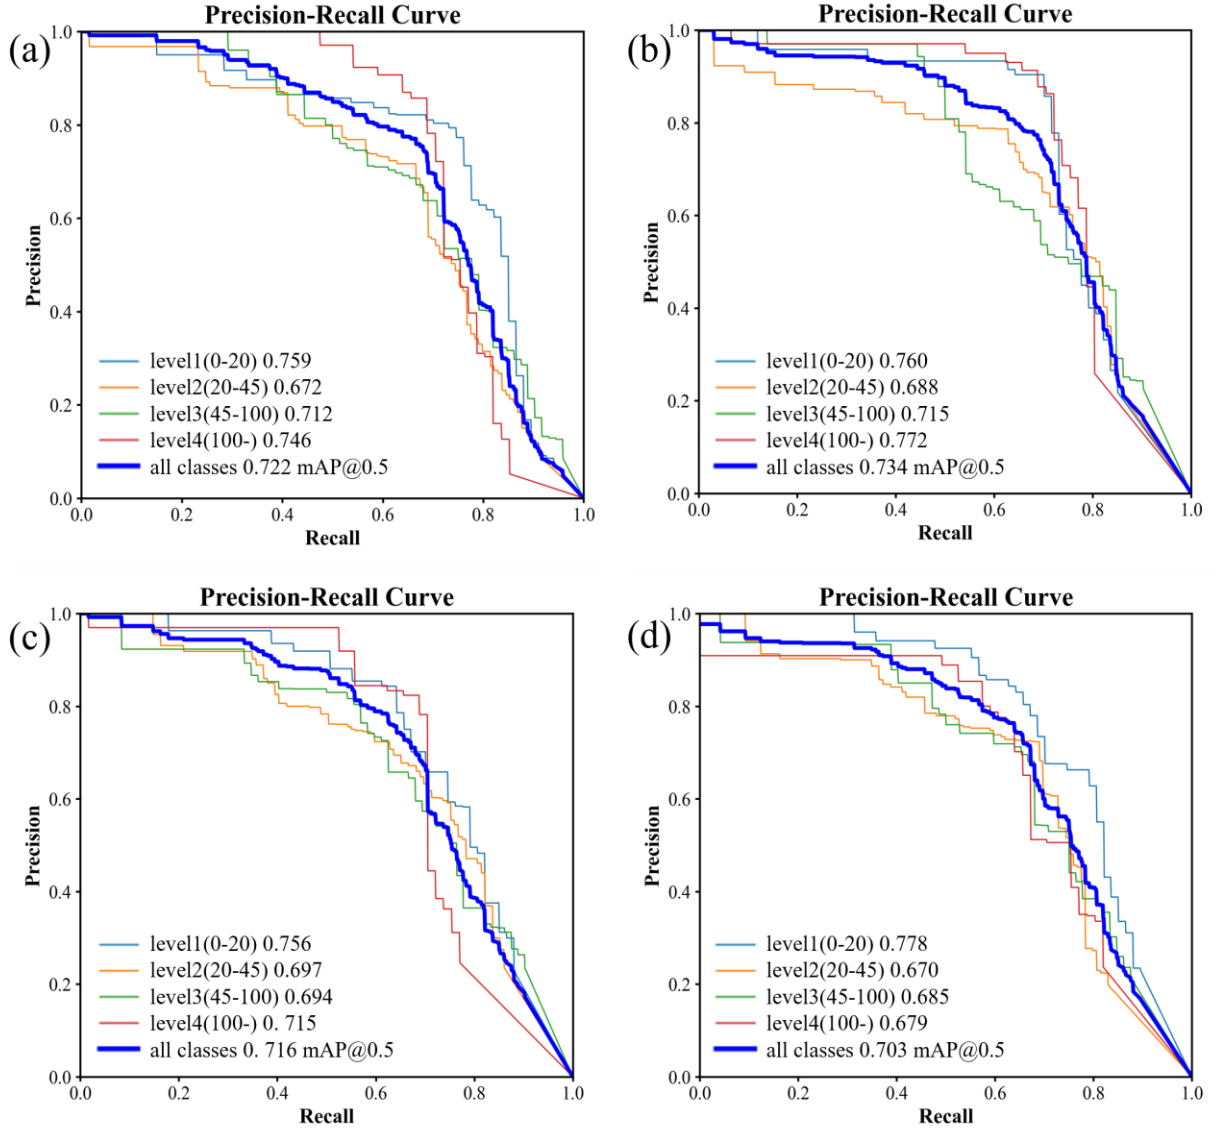 (a)
Precision-Recall Curve
1.0
0.8
0.6
0.4
0.2
0.0
Precision
level1(0-20) 0.759
level2(20-45) 0.672
level3(45-100) 0.712
level4(100-) 0.746
all classes 0.722 mAP@0.5
0.0 0.2 0.4 0.6 0.8 1.0
Recall
(b)
Precision-Recall Curve
1.0
0.8
0.6
0.4
0.2
0.0
Precision
level1(0-20) 0.760
level2(20-45) 0.688
level3(45-100) 0.715
level4(100-) 0.772
all classes 0.734 mAP@0.5
0.0 0.2 0.4 0.6 0.8 1.0
Recall
(c)
Precision-Recall Curve
1.0
0.8
0.6
0.4
0.2
0.0
Precision
level1(0-20) 0.756
level2(20-45) 0.697
level3(45-100) 0.694
level4(100-) 0. 715
all classes 0. 716 mAP@0.5
0.0 0.2 0.4 0.6 0.8 1.0
Recall
(d)
Precision-Recall Curve
1.0
0.8
0.6
0.4
0.2
0.0
Precision
level1(0-20) 0.778
level2(20-45) 0.670
level3(45-100) 0.685
level4(100-) 0.679
all classes 0.703 mAP@0.5
0.0 0.2 0.4 0.6 0.8 1.0
Recall